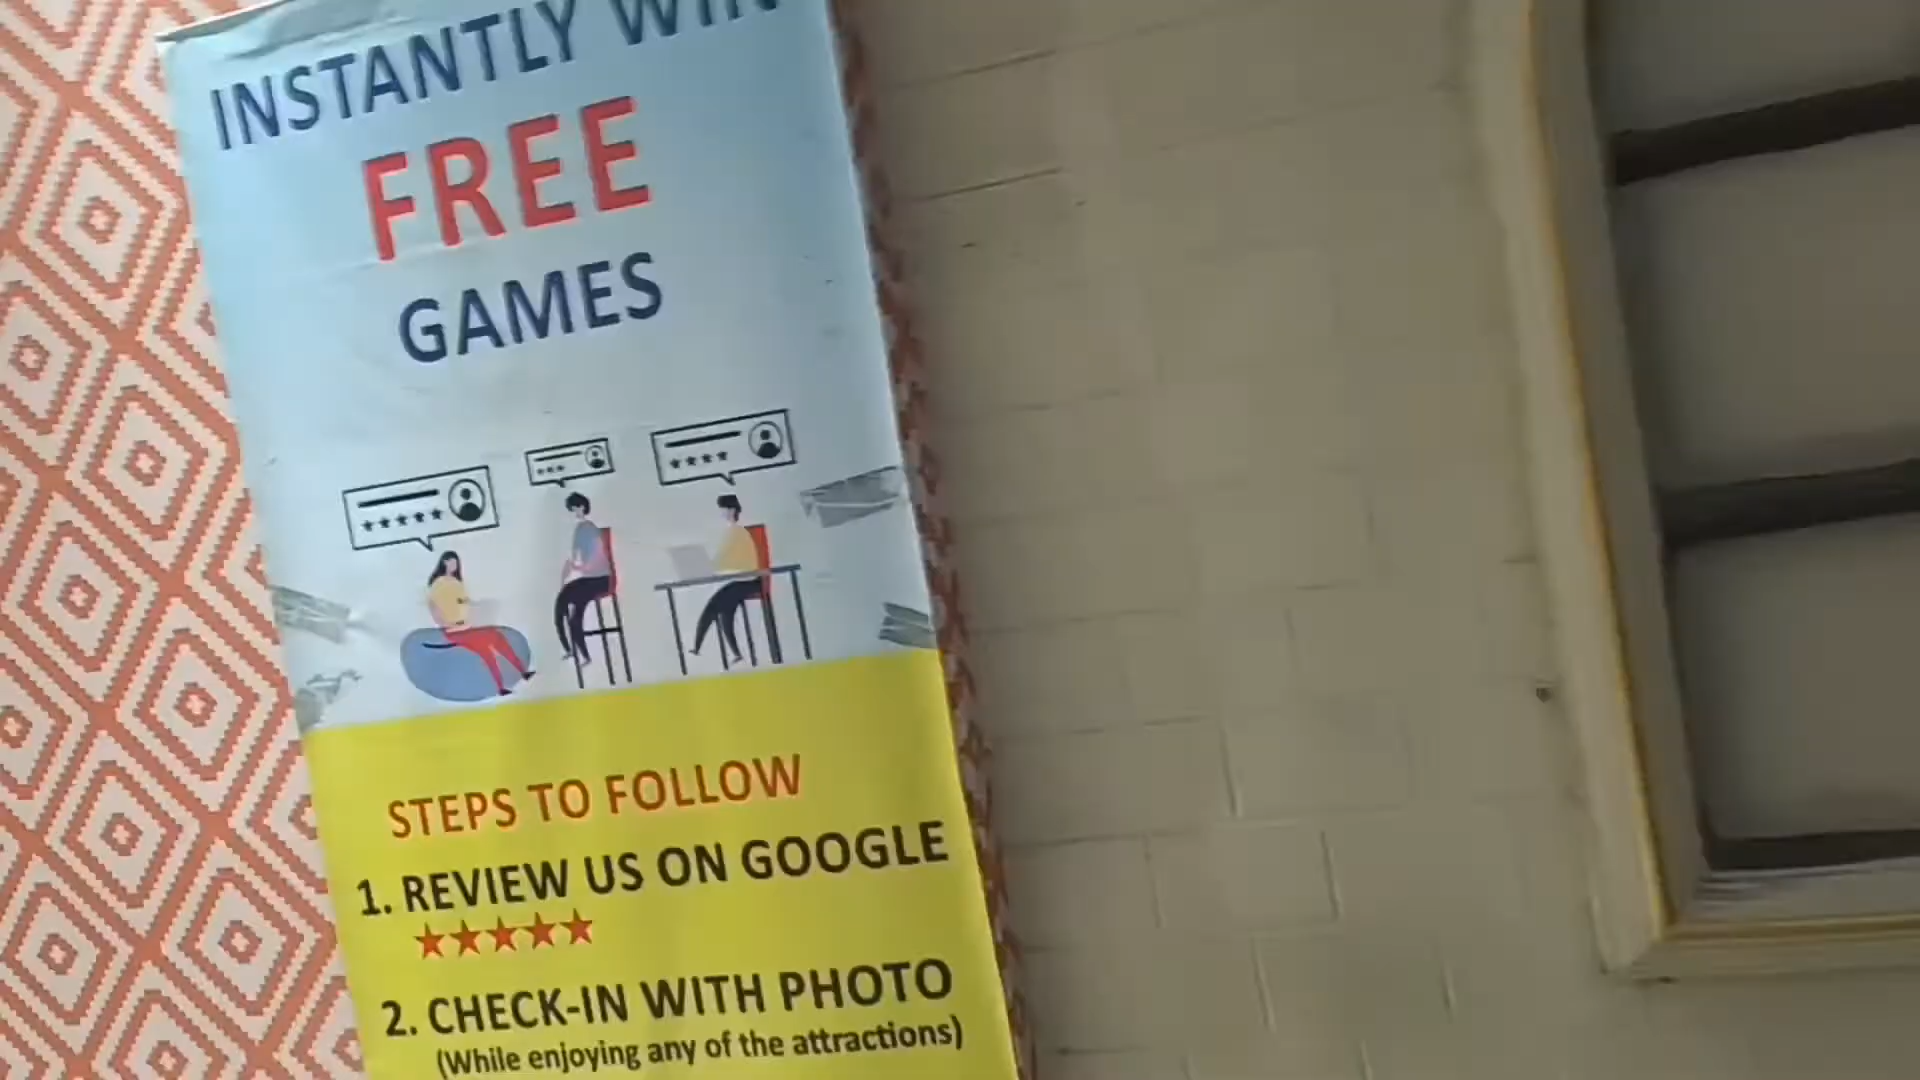 INSTANTLY WIN
FREE
GAMES
STEPS TO FOLLOW
1. REVIEW US ON GOOGLE
★★★★★
2. CHECK-IN WITH PHOTO
(While enjoying any of the attractions)